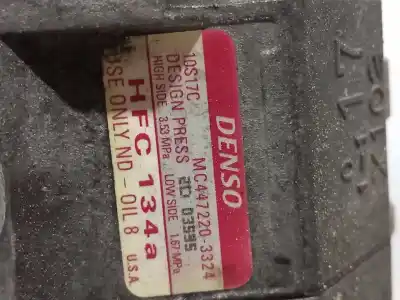 DENSO
10S17C MC447220-3324
DESIGN PRESS 2D 03595
HIGH SIDE 3.53 MPa LOW SIDE 1.67 MPa
HFC 134a
USE ONLY ND - OIL 8 U.S.A.